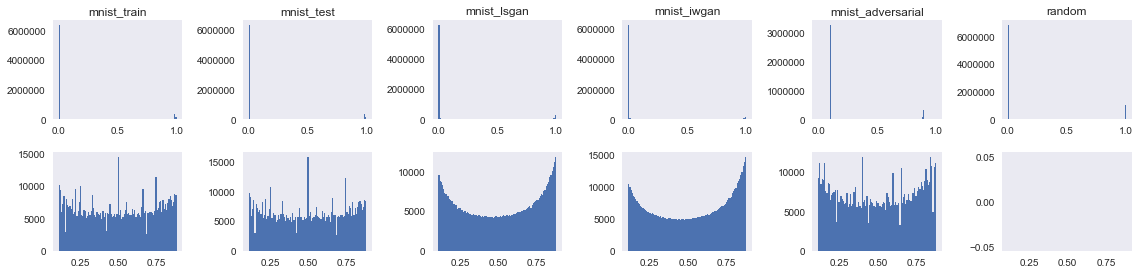 mnist_train mnist_test mnist_lsgan mnist_iwgan mnist_adversarial random
6000000 6000000 6000000 6000000 3000000 6000000
4000000 4000000 4000000 4000000 2000000 4000000
2000000 2000000 2000000 2000000 1000000 2000000
0 0 0 0 0 0
0.0 0.5 1.0 0.0 0.5 1.0 0.0 0.5 1.0 0.0 0.5 1.0 0.0 0.5 1.0 0.0 0.5 1.0
15000 15000 10000 15000 10000 0.05
10000 10000 5000 10000 5000 0.00
5000 5000 0 5000 0 −0.05
0 0 0
0.25 0.50 0.75 0.25 0.50 0.75 0.25 0.50 0.75 0.25 0.50 0.75 0.25 0.50 0.75 0.25 0.50 0.75